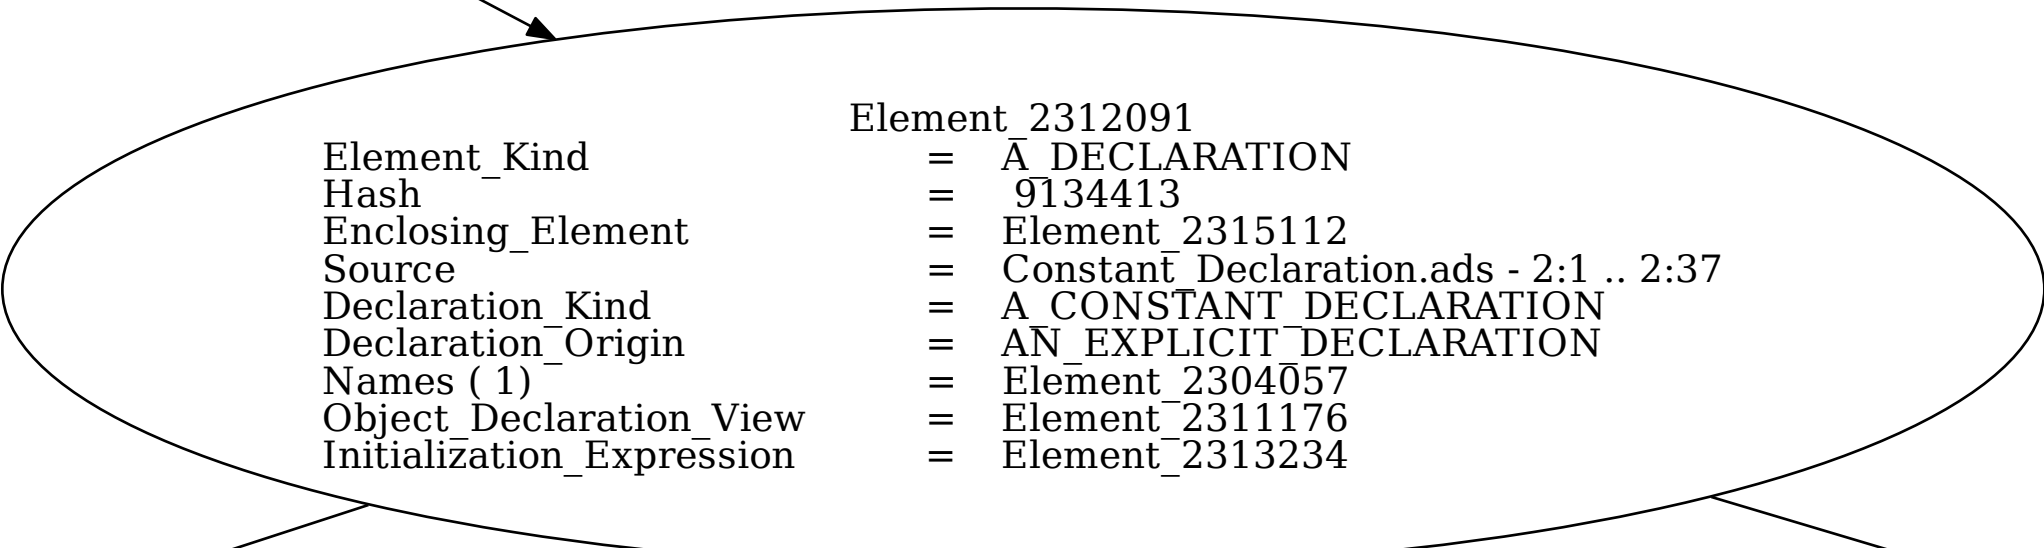 Element_2312091
Element_Kind = A_DECLARATION
Hash = 9134413
Enclosing_Element = Element_2315112
Source = Constant_Declaration.ads - 2:1 .. 2:37
Declaration_Kind = A_CONSTANT_DECLARATION
Declaration_Origin = AN_EXPLICIT_DECLARATION
Names ( 1) = Element_2304057
Object_Declaration_View = Element_2311176
Initialization_Expression = Element_2313234